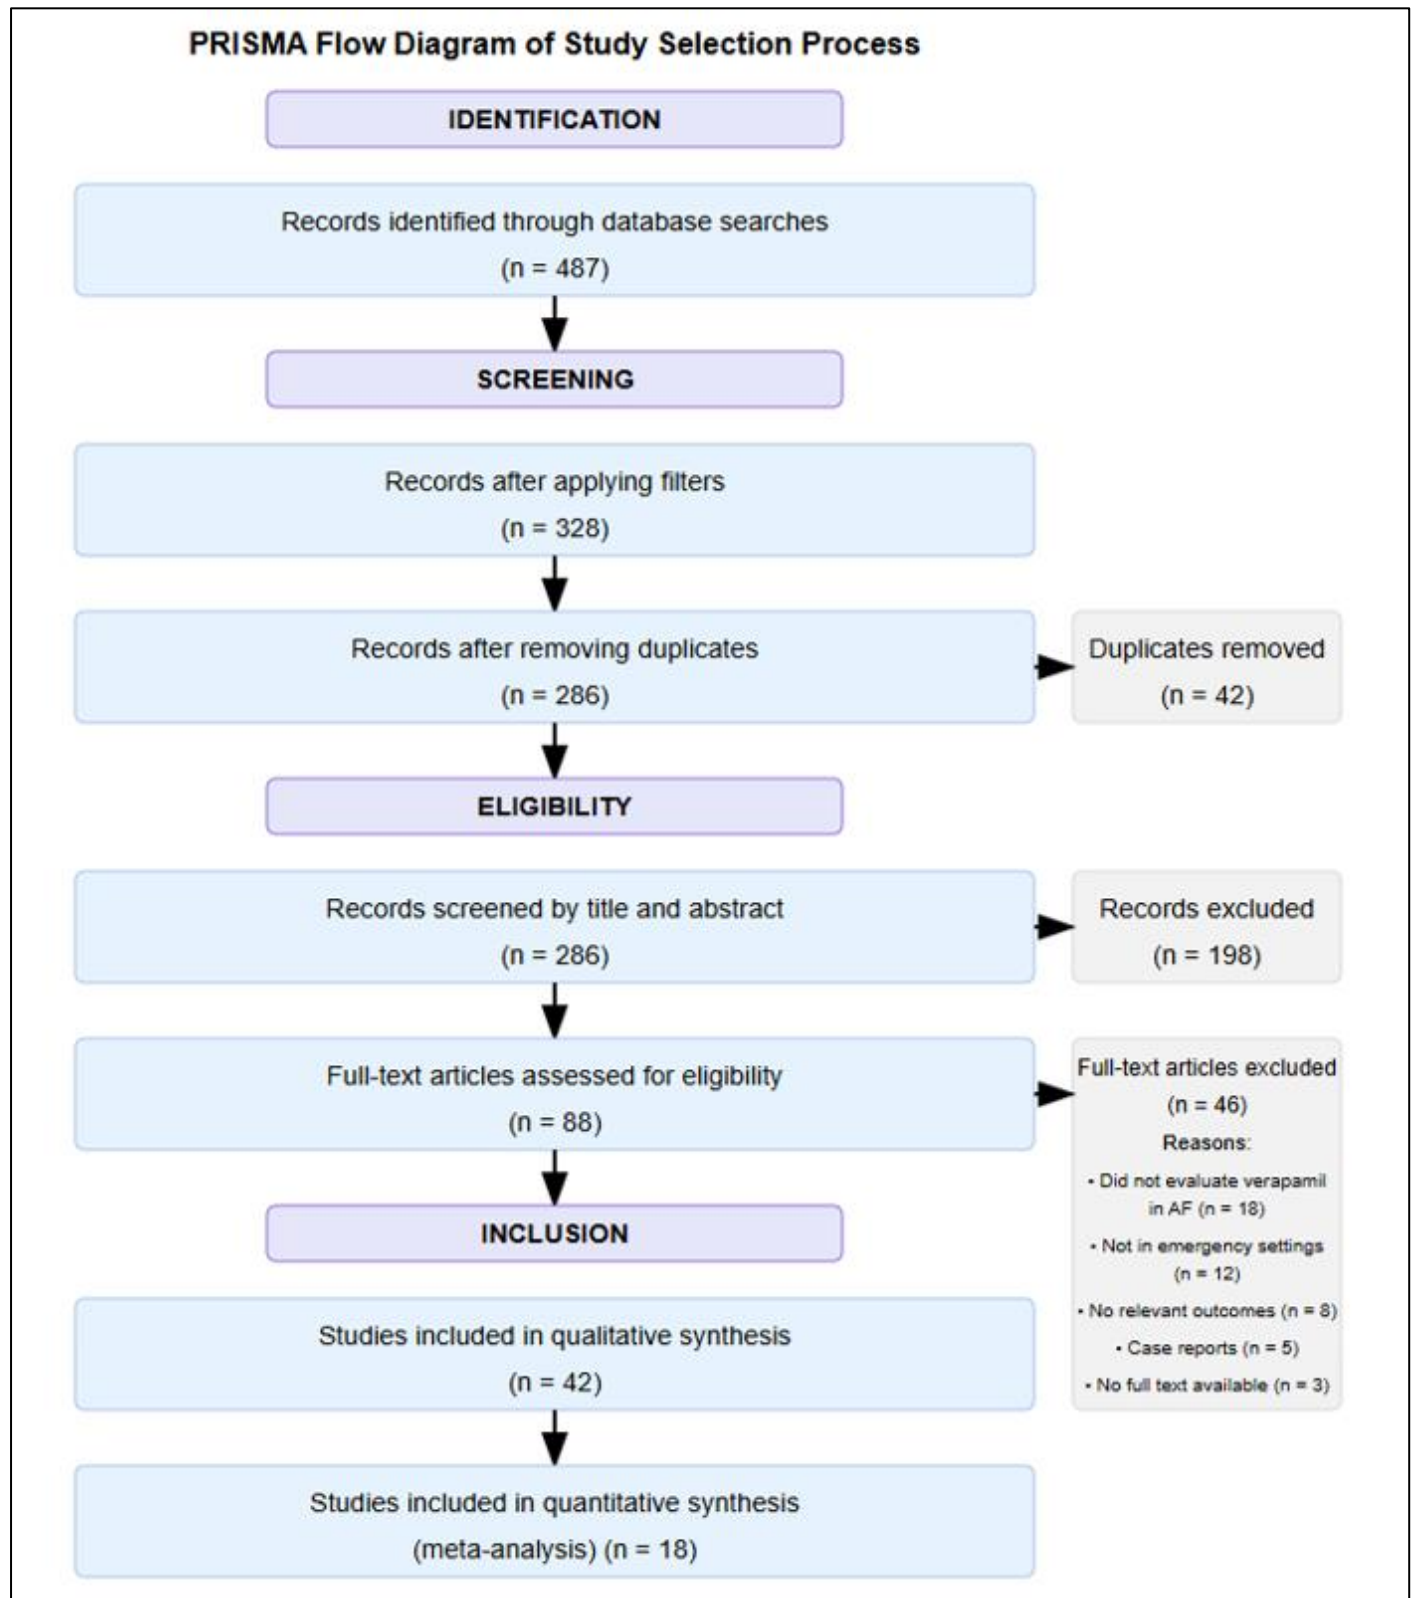 PRISMA Flow Diagram of Study Selection Process
IDENTIFICATION
Records identified through database searches
(n = 487)
SCREENING
Records after applying filters
(n = 328)
Records after removing duplicates
(n = 286)
Duplicates removed
(n = 42)
ELIGIBILITY
Records screened by title and abstract
(n = 286)
Records excluded
(n = 198)
Full-text articles assessed for eligibility
(n = 88)
Full-text articles excluded
(n = 46)
Reasons:
• Did not evaluate verapamil
in AF (n = 18)
• Not in emergency settings
(n = 12)
• No relevant outcomes (n = 8)
• Case reports (n = 5)
• No full text available (n = 3)
INCLUSION
Studies included in qualitative synthesis
(n = 42)
Studies included in quantitative synthesis
(meta-analysis) (n = 18)